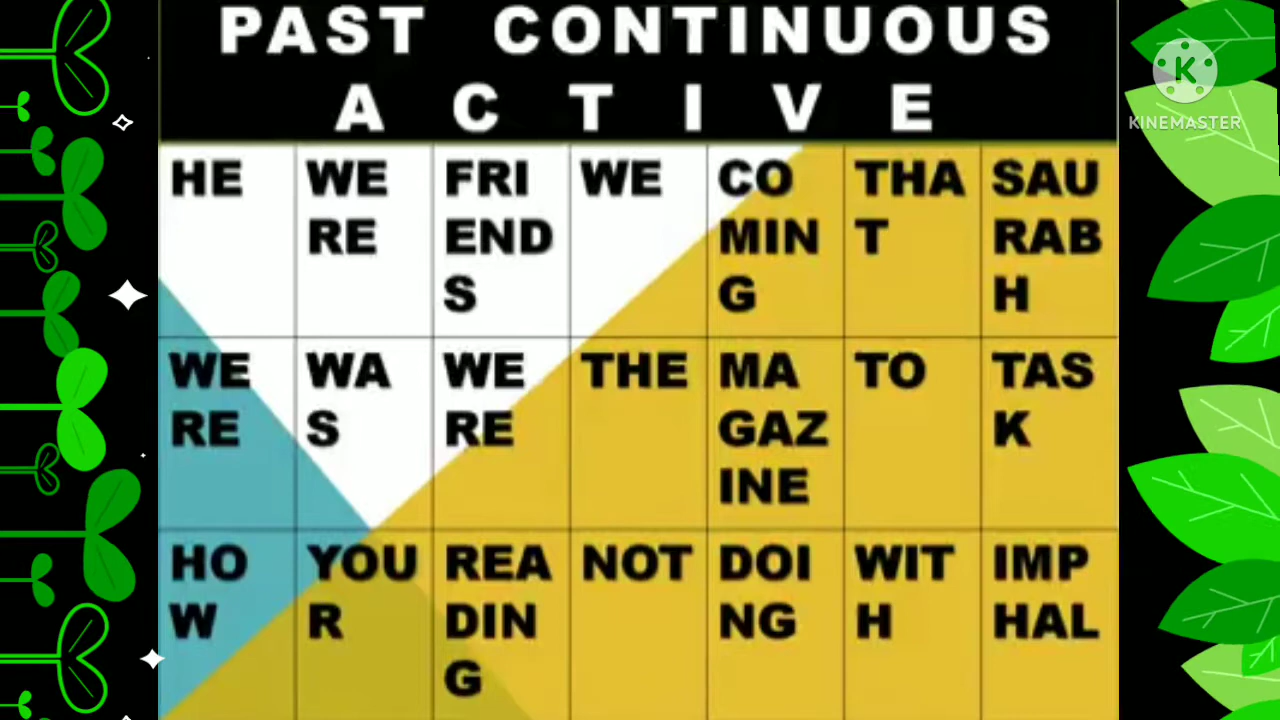 PAST CONTINUOUS
A C T I V E
KINEMASTER
HE WE FRI WE CO THA SAU
RE END MIN T RAB
S G H
WE WA WE THE MA TO TAS
RE S RE GAZ K
INE
HO YOU REA NOT DOI WIT IMP
W R DIN NG H HAL
G